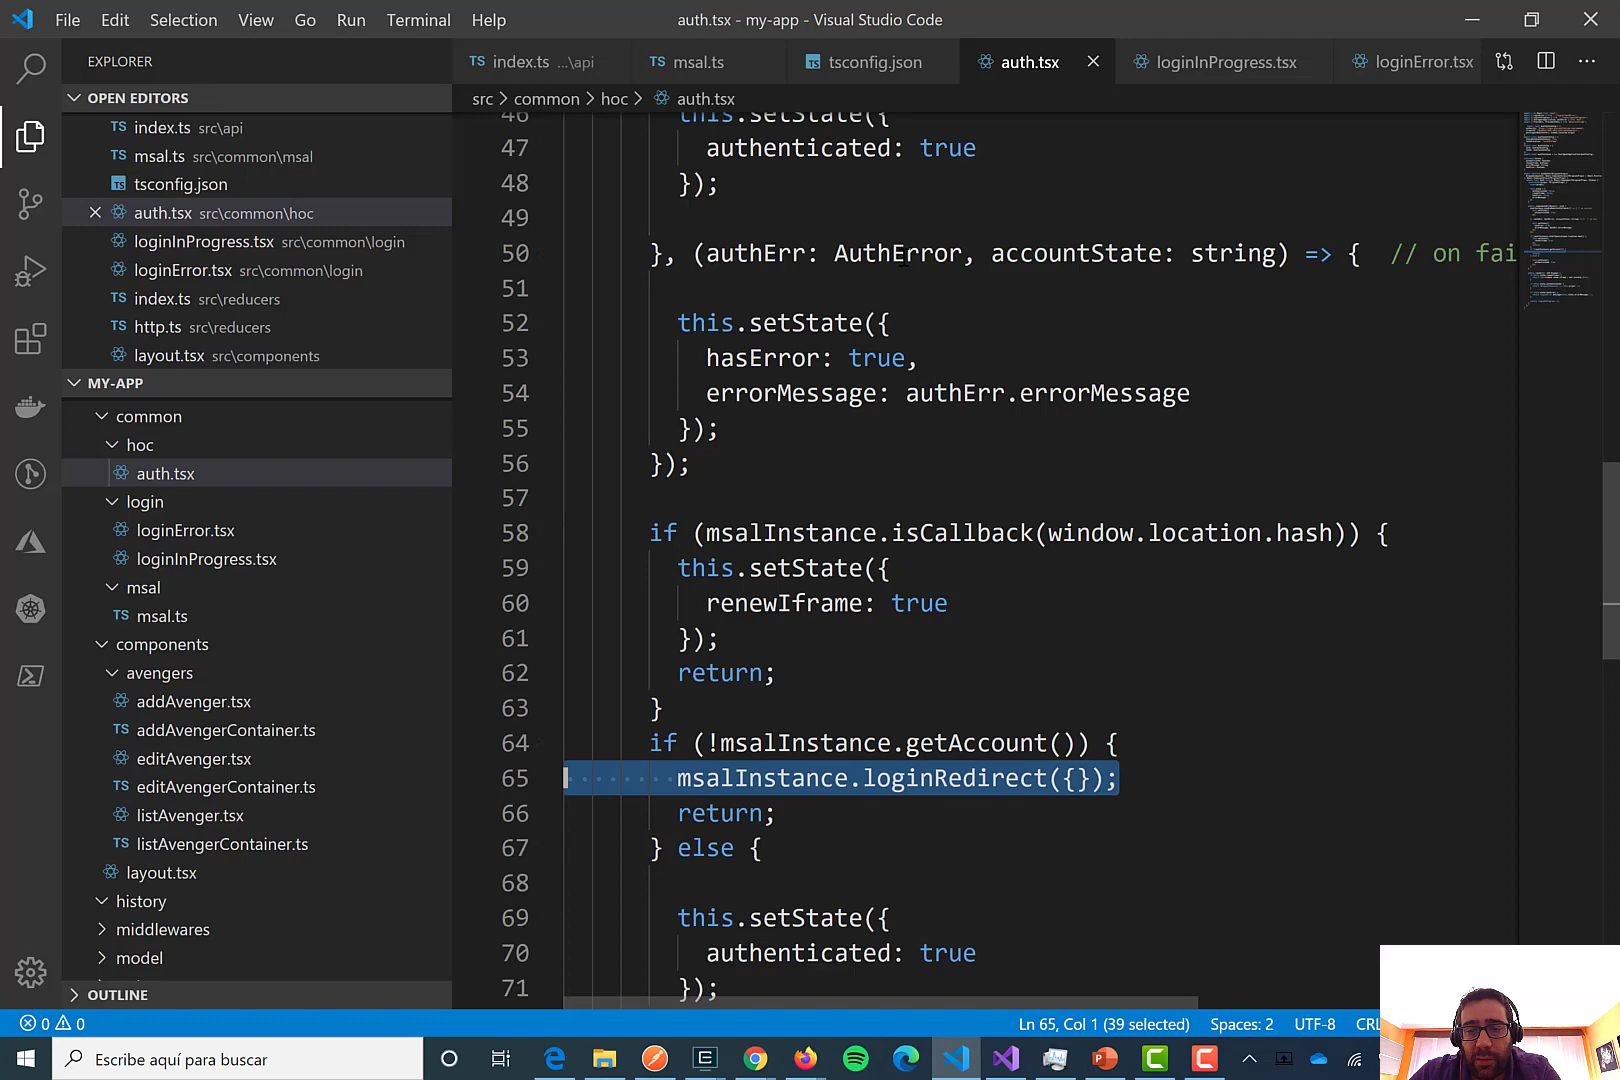 File Edit Selection View Go Run Terminal Help
auth.tsx - my-app - Visual Studio Code
EXPLORER
OPEN EDITORS
TS index.ts src\api
TS msal.ts src\common\msal
TS tsconfig.json
auth.tsx src\common\hoc
loginInProgress.tsx src\common\login
loginError.tsx src\common\login
index.ts src\reducers
http.ts src\reducers
layout.tsx src\components
MY-APP
common
hoc
auth.tsx
login
loginError.tsx
loginInProgress.tsx
msal
TS msal.ts
components
avengers
addAvenger.tsx
TS addAvengerContainer.ts
editAvenger.tsx
TS editAvengerContainer.ts
listAvenger.tsx
TS listAvengerContainer.ts
layout.tsx
history
middlewares
model
OUTLINE
TS index.ts ...\api TS msal.ts TS tsconfig.json auth.tsx loginInProgress.tsx loginError.tsx
src > common > hoc > auth.tsx
46 this.setState({
47 authenticated: true
48 });
49
50 }, (authErr: AuthError, accountState: string) => { // on fai
51
52 this.setState({
53 hasError: true,
54 errorMessage: authErr.errorMessage
55 });
56 });
57
58 if (msalInstance.isCallback(window.location.hash)) {
59 this.setState({
60 renewIframe: true
61 });
62 return;
63 }
64 if (!msalInstance.getAccount()) {
65 msalInstance.loginRedirect({});
66 return;
67 } else {
68
69 this.setState({
70 authenticated: true
71 });
0 0 Ln 65, Col 1 (39 selected) Spaces: 2 UTF-8 CRL
Escribe aquí para buscar